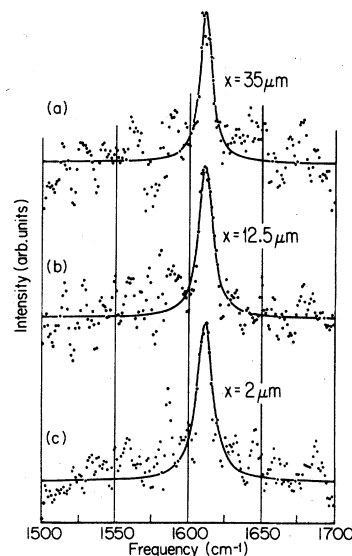 (a)
x = 35 μm
(b)
x = 12.5 μm
(c)
x = 2 μm
Intensity (arb. units)
1500 1550 1600 1650 1700
Frequency (cm⁻¹)